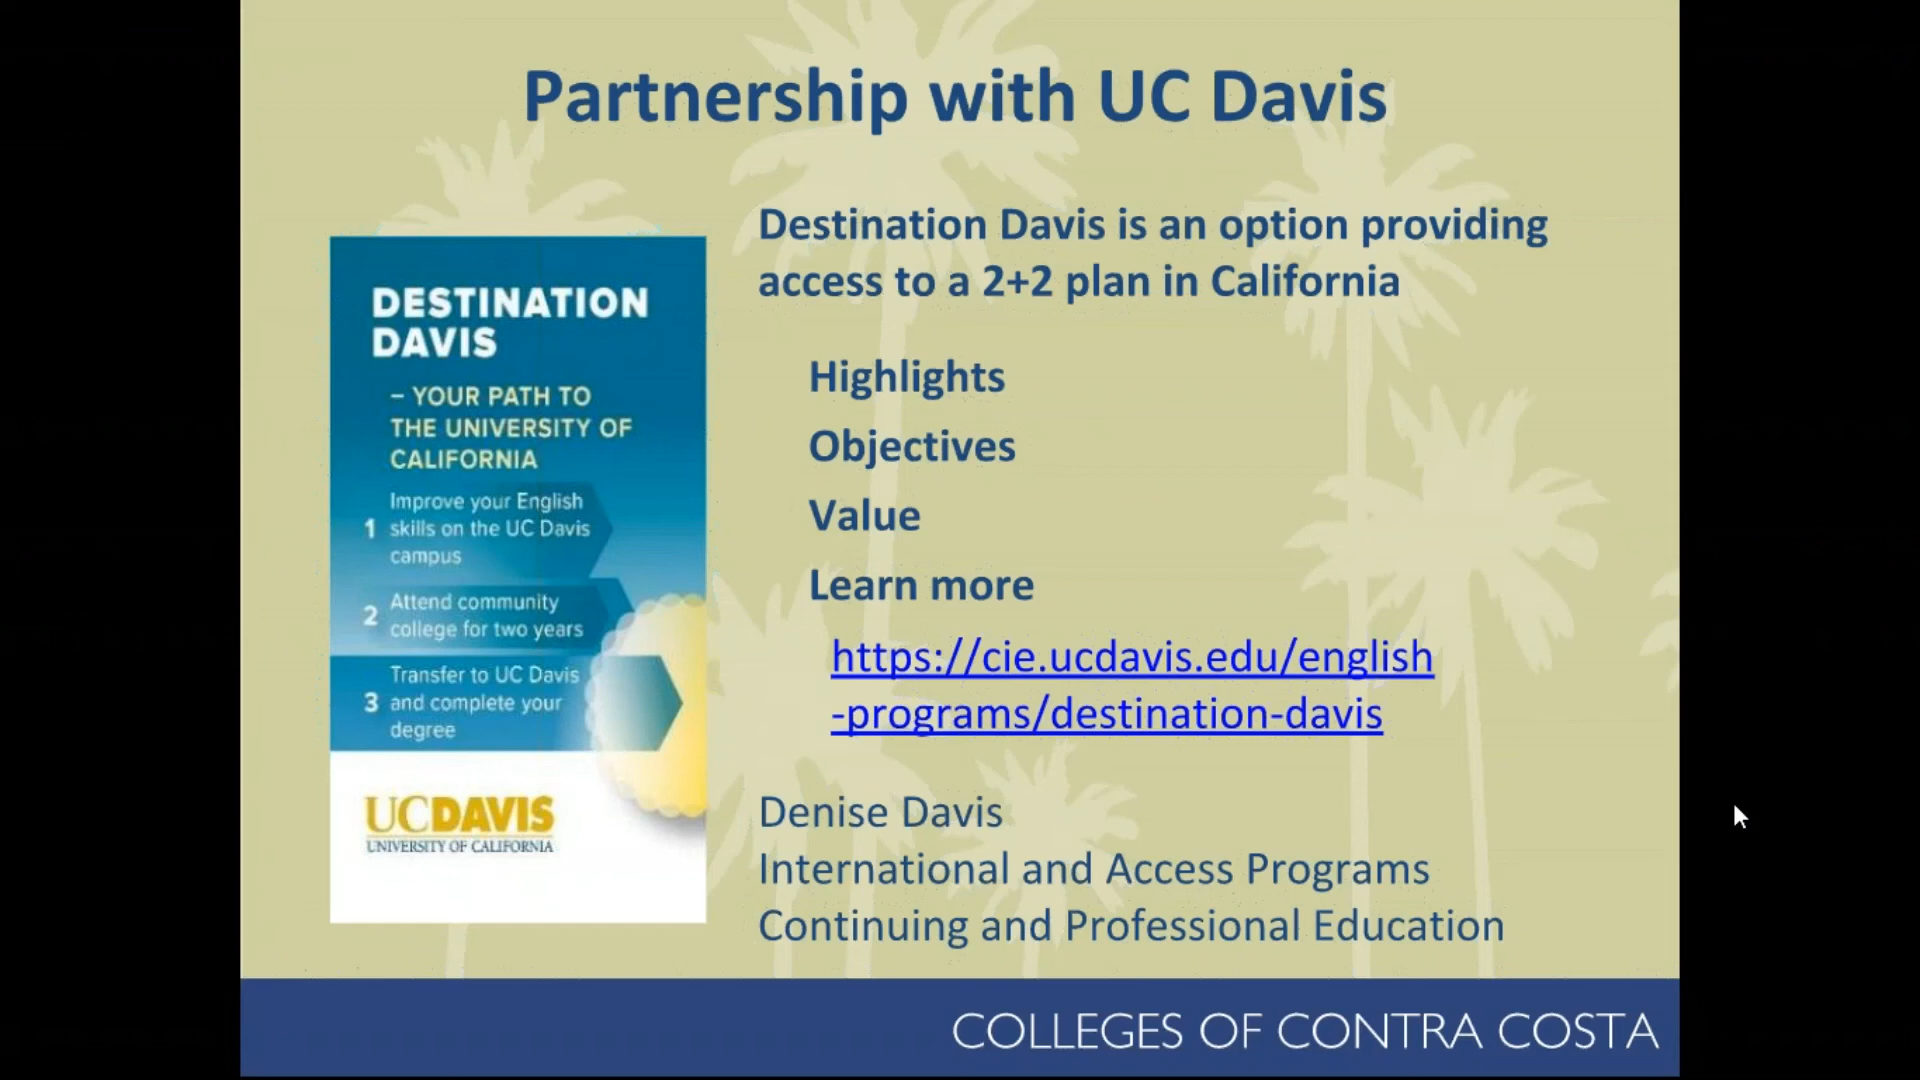 Partnership with UC Davis
DESTINATION
DAVIS
– YOUR PATH TO
THE UNIVERSITY OF
CALIFORNIA
1 Improve your English
skills on the UC Davis
campus
2 Attend community
college for two years
3 Transfer to UC Davis
and complete your
degree
UCDAVIS
UNIVERSITY OF CALIFORNIA
Destination Davis is an option providing
access to a 2+2 plan in California
Highlights
Objectives
Value
Learn more
https://cie.ucdavis.edu/english
-programs/destination-davis
Denise Davis
International and Access Programs
Continuing and Professional Education
COLLEGES OF CONTRA COSTA